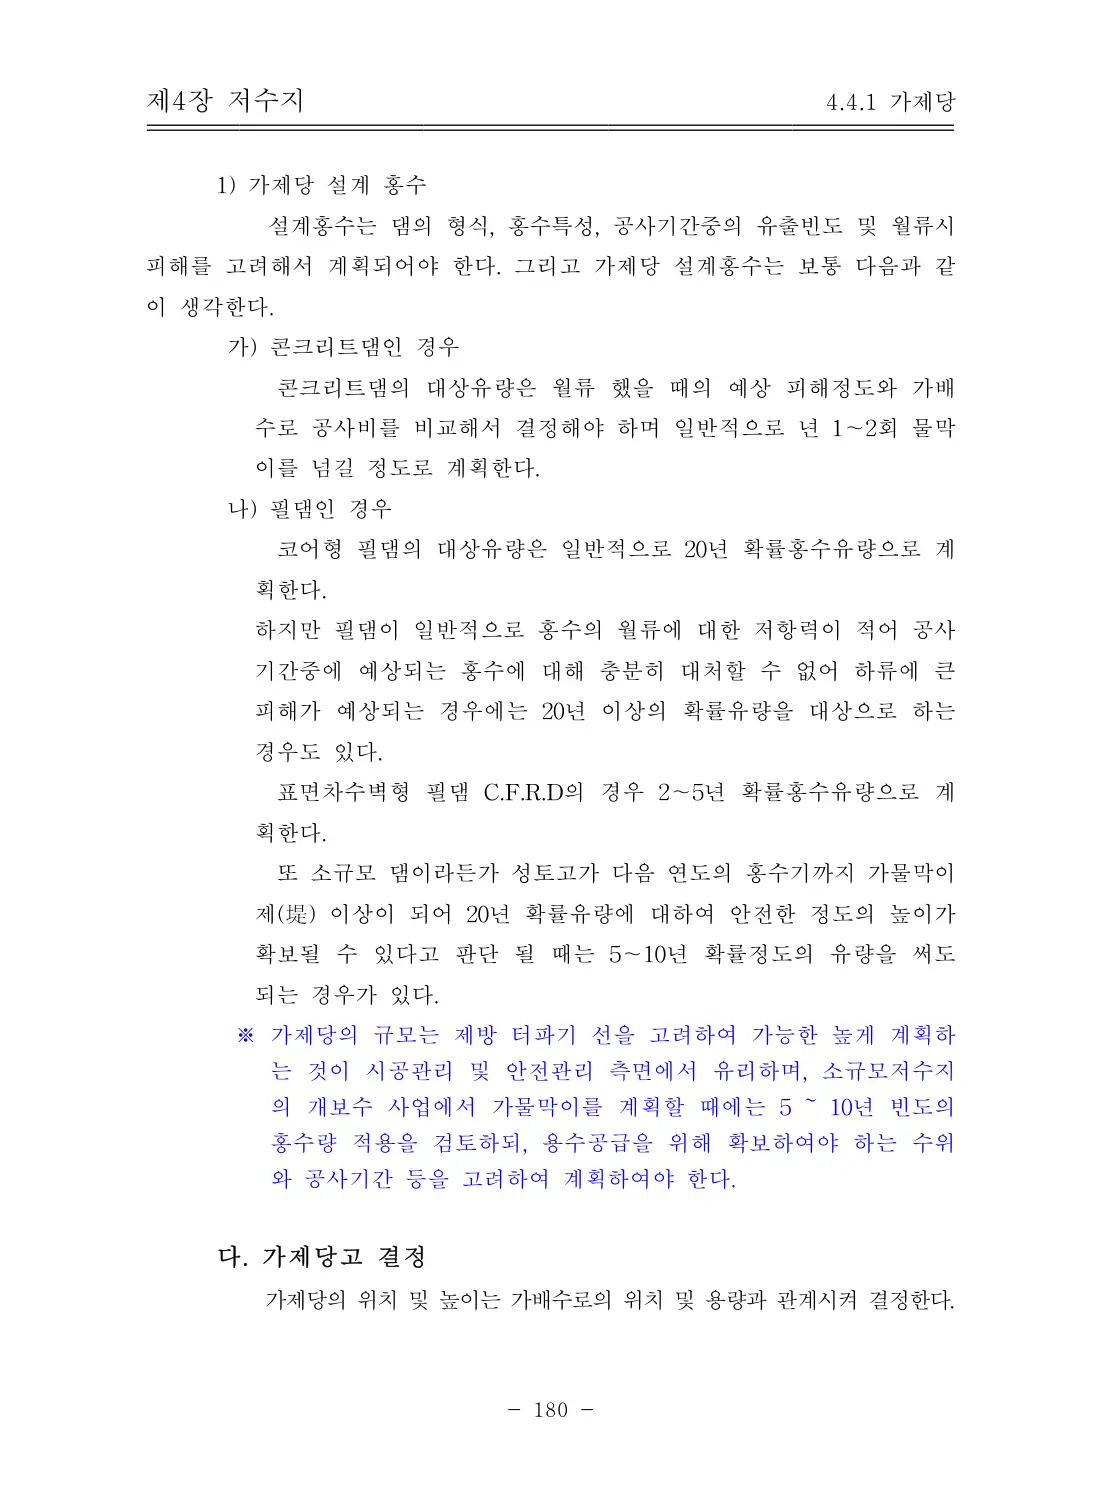 제4장 저수지
4.4.1 가제당
1) 가제당 설계 홍수
설계홍수는 댐의 형식, 홍수특성, 공사기간중의 유출빈도 및 월류시
피해를 고려해서 계획되어야 한다. 그리고 가제당 설계홍수는 보통 다음과 같
이 생각한다.
가) 콘크리트댐인 경우
콘크리트댐의 대상유량은 월류 했을 때의 예상 피해정도와 가배
수로 공사비를 비교해서 결정해야 하며 일반적으로 년 1～2회 물막
이를 넘길 정도로 계획한다.
나) 필댐인 경우
코어형 필댐의 대상유량은 일반적으로 20년 확률홍수유량으로 계
획한다.
하지만 필댐이 일반적으로 홍수의 월류에 대한 저항력이 적어 공사
기간중에 예상되는 홍수에 대해 충분히 대처할 수 없어 하류에 큰
피해가 예상되는 경우에는 20년 이상의 확률유량을 대상으로 하는
경우도 있다.
표면차수벽형 필댐 C.F.R.D의 경우 2～5년 확률홍수유량으로 계
획한다.
또 소규모 댐이라든가 성토고가 다음 연도의 홍수기까지 가물막이
제(堤) 이상이 되어 20년 확률유량에 대하여 안전한 정도의 높이가
확보될 수 있다고 판단 될 때는 5～10년 확률정도의 유량을 써도
되는 경우가 있다.
※ 가제당의 규모는 제방 터파기 선을 고려하여 가능한 높게 계획하
는 것이 시공관리 및 안전관리 측면에서 유리하며, 소규모저수지
의 개보수 사업에서 가물막이를 계획할 때에는 5 ~ 10년 빈도의
홍수량 적용을 검토하되, 용수공급을 위해 확보하여야 하는 수위
와 공사기간 등을 고려하여 계획하여야 한다.
다. 가제당고 결정
가제당의 위치 및 높이는 가배수로의 위치 및 용량과 관계시켜 결정한다.
- 180 -